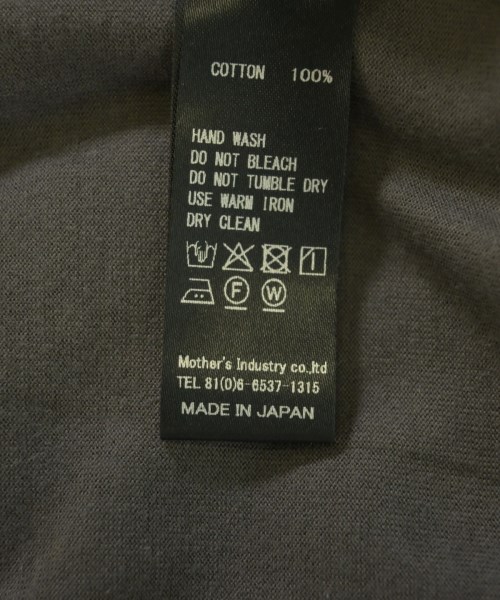 COTTON 100%
HAND WASH
DO NOT BLEACH
DO NOT TUMBLE DRY
USE WARM IRON
DRY CLEAN
F W
Mother's Industry co.,ltd
TEL 81(0)6-6537-1315
MADE IN JAPAN